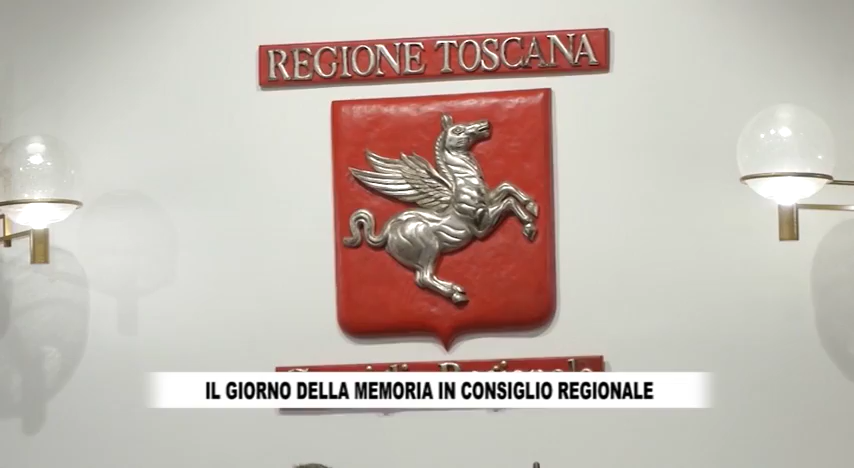 REGIONE TOSCANA
IL GIORNO DELLA MEMORIA IN CONSIGLIO REGIONALE